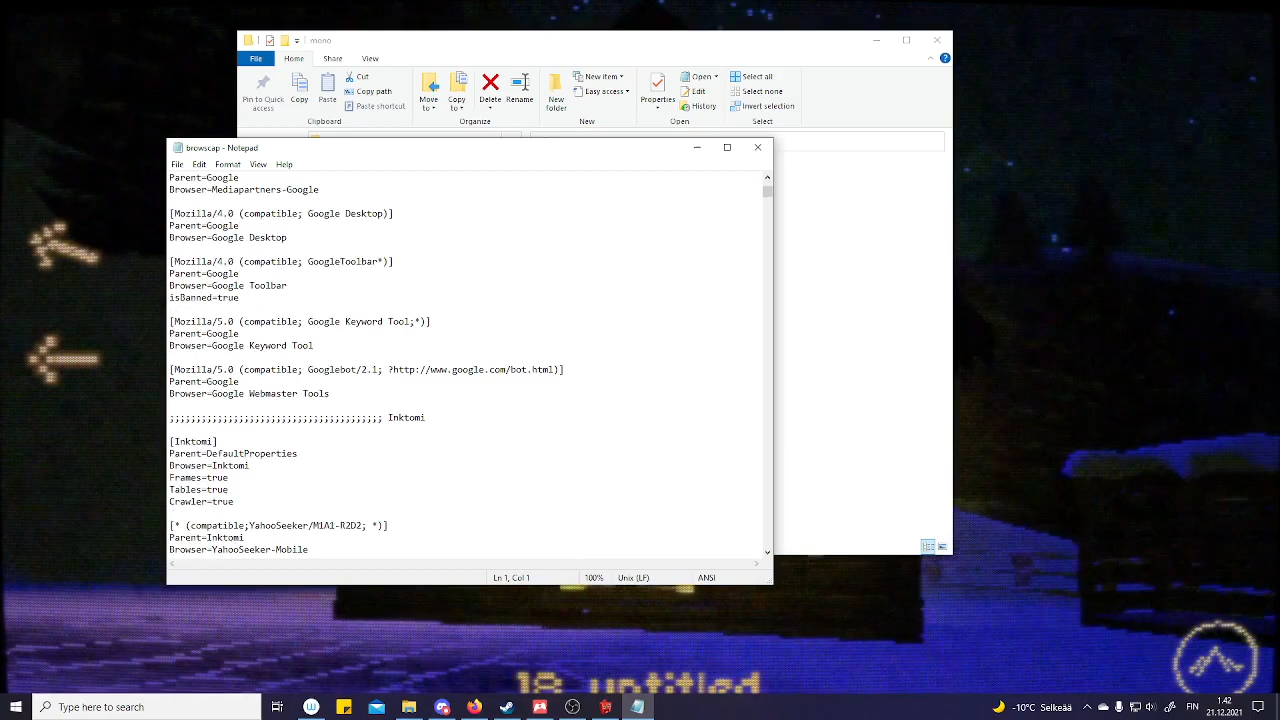 mono
File
Home
Share
View
Pin to Quick access
Copy
Paste
Cut
Copy path
Paste shortcut
Clipboard
Move to
Copy to
Delete
Rename
Organize
New folder
New item
Easy access
New
Properties
Open
Edit
History
Open
Select all
Select none
Invert selection
Select
browscap - Notepad
File Edit Format View Help
Parent=Google
Browser=Mediapartners-Google
[Mozilla/4.0 (compatible; Google Desktop)]
Parent=Google
Browser=Google Desktop
[Mozilla/4.0 (compatible; GoogleToolbar*)]
Parent=Google
Browser=Google Toolbar
isBanned=true
[Mozilla/5.0 (compatible; Google Keyword Tool;*)]
Parent=Google
Browser=Google Keyword Tool
[Mozilla/5.0 (compatible; Googlebot/2.1; ?http://www.google.com/bot.html)]
Parent=Google
Browser=Google Webmaster Tools
;;;;;;;;;;;;;;;;;;;;;;;;;;;;;;;;;;;;;;;; Inktomi
[Inktomi]
Parent=DefaultProperties
Browser=Inktomi
Frames=true
Tables=true
Crawler=true
[* (compatible;YahooSeeker/M1A1-R2D2; *)]
Parent=Inktomi
Browser=YahooSeeker-Mobile
Ln 1, Col 1
100%
Unix (LF)
ANSI
Type here to search
-10°C Selkeää
FIN
1.42
21.12.2021